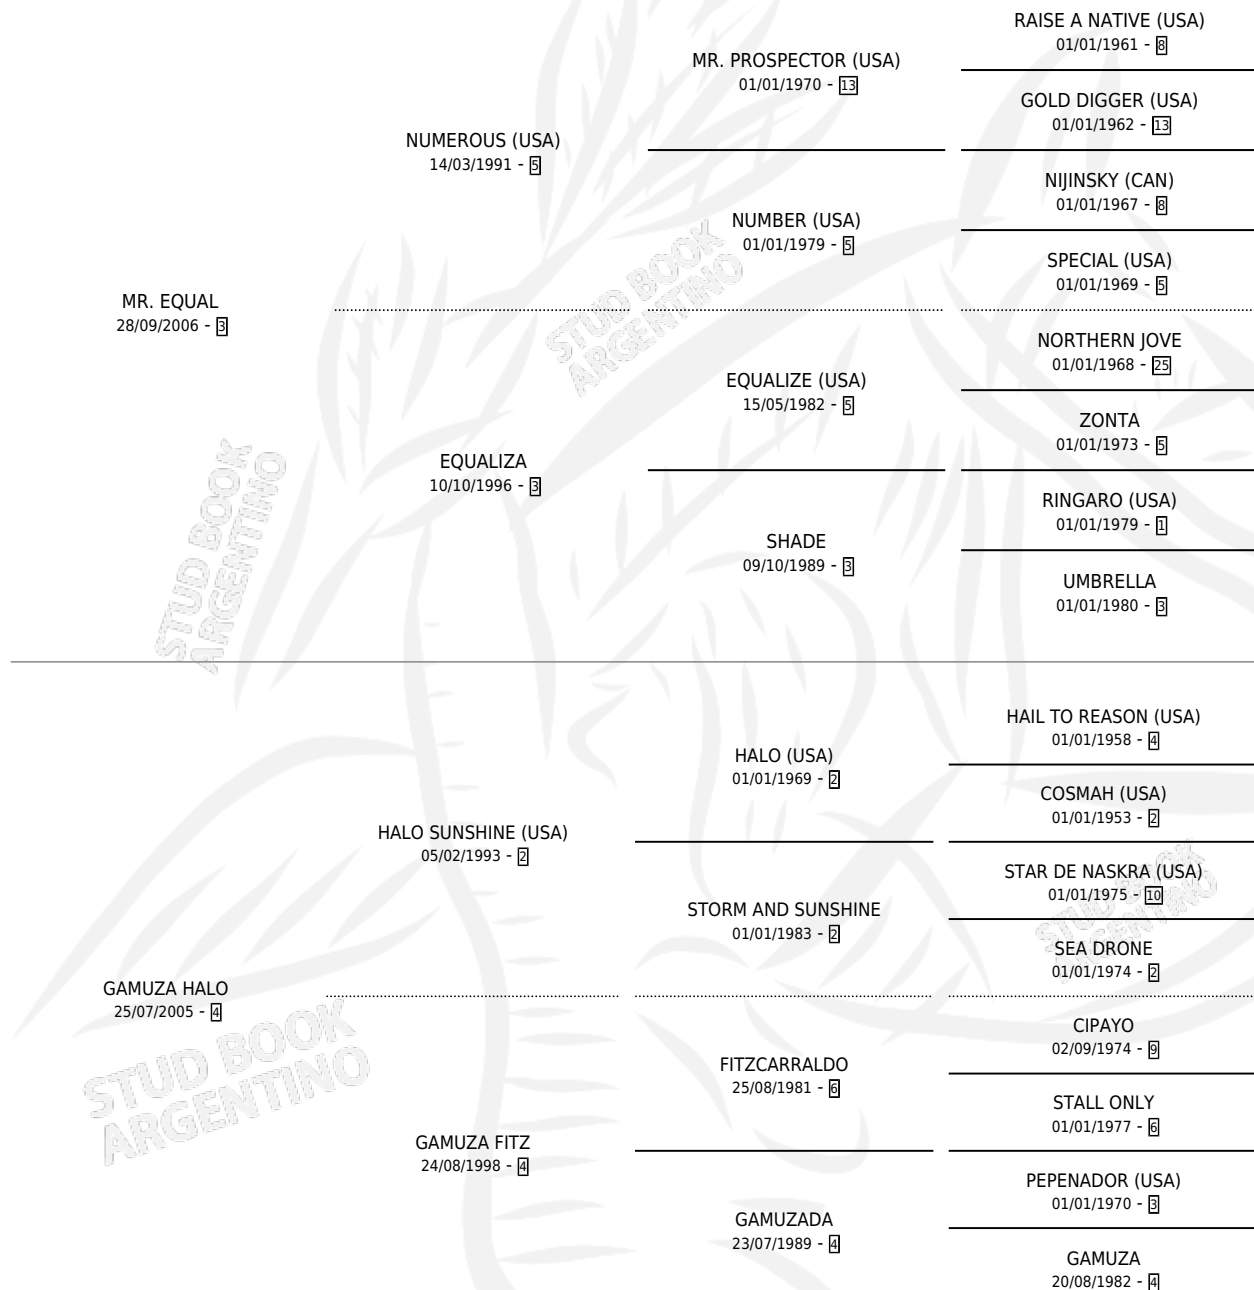 RAISE A NATIVE (USA)
01/01/1961 - 8
MR. PROSPECTOR (USA)
01/01/1970 - 13
GOLD DIGGER (USA)
01/01/1962 - 13
NUMEROUS (USA)
14/03/1991 - 5
NIJINSKY (CAN)
01/01/1967 - 8
NUMBER (USA)
01/01/1979 - 5
SPECIAL (USA)
01/01/1969 - 5
MR. EQUAL
28/09/2006 - 3
NORTHERN JOVE
01/01/1968 - 25
EQUALIZE (USA)
15/05/1982 - 5
ZONTA
01/01/1973 - 5
EQUALIZA
10/10/1996 - 3
RINGARO (USA)
01/01/1979 - 1
SHADE
09/10/1989 - 3
UMBRELLA
01/01/1980 - 3
STUD BOOK
ARGENTINO
STUD BOOK
ARGENTINO
HAIL TO REASON (USA)
01/01/1958 - 4
HALO (USA)
01/01/1969 - 2
COSMAH (USA)
01/01/1953 - 2
HALO SUNSHINE (USA)
05/02/1993 - 2
STAR DE NASKRA (USA)
01/01/1975 - 10
STORM AND SUNSHINE
01/01/1983 - 2
SEA DRONE
01/01/1974 - 2
GAMUZA HALO
25/07/2005 - 4
CIPAYO
02/09/1974 - 9
FITZCARRALDO
25/08/1981 - 6
STALL ONLY
01/01/1977 - 6
GAMUZA FITZ
24/08/1998 - 4
PEPENADOR (USA)
01/01/1970 - 3
GAMUZADA
23/07/1989 - 4
GAMUZA
20/08/1982 - 4
STUD BOOK
ARGENTINO
STUD BOOK
ARGENTINO